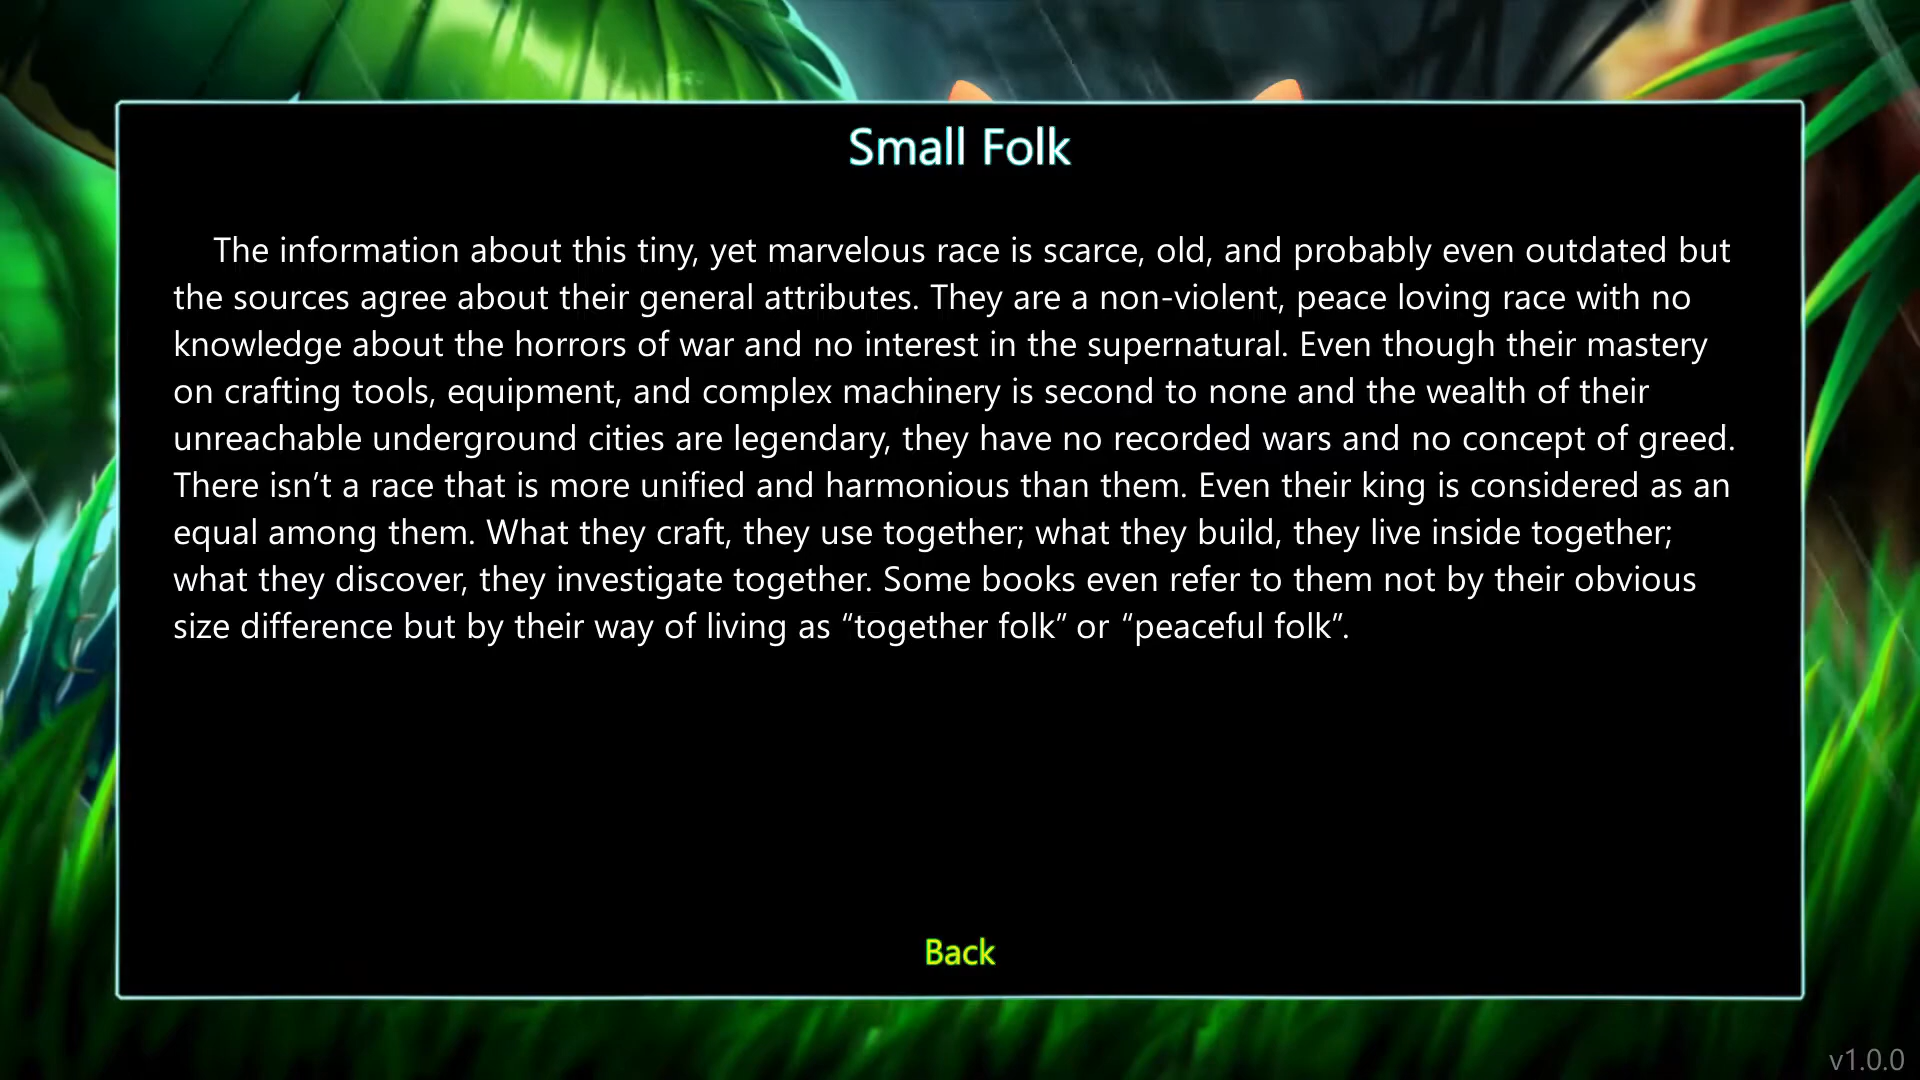 Small Folk
The information about this tiny, yet marvelous race is scarce, old, and probably even outdated but
the sources agree about their general attributes. They are a non-violent, peace loving race with no
knowledge about the horrors of war and no interest in the supernatural. Even though their mastery
on crafting tools, equipment, and complex machinery is second to none and the wealth of their
unreachable underground cities are legendary, they have no recorded wars and no concept of greed.
There isn’t a race that is more unified and harmonious than them. Even their king is considered as an
equal among them. What they craft, they use together; what they build, they live inside together;
what they discover, they investigate together. Some books even refer to them not by their obvious
size difference but by their way of living as “together folk” or “peaceful folk”.
Back
v1.0.0